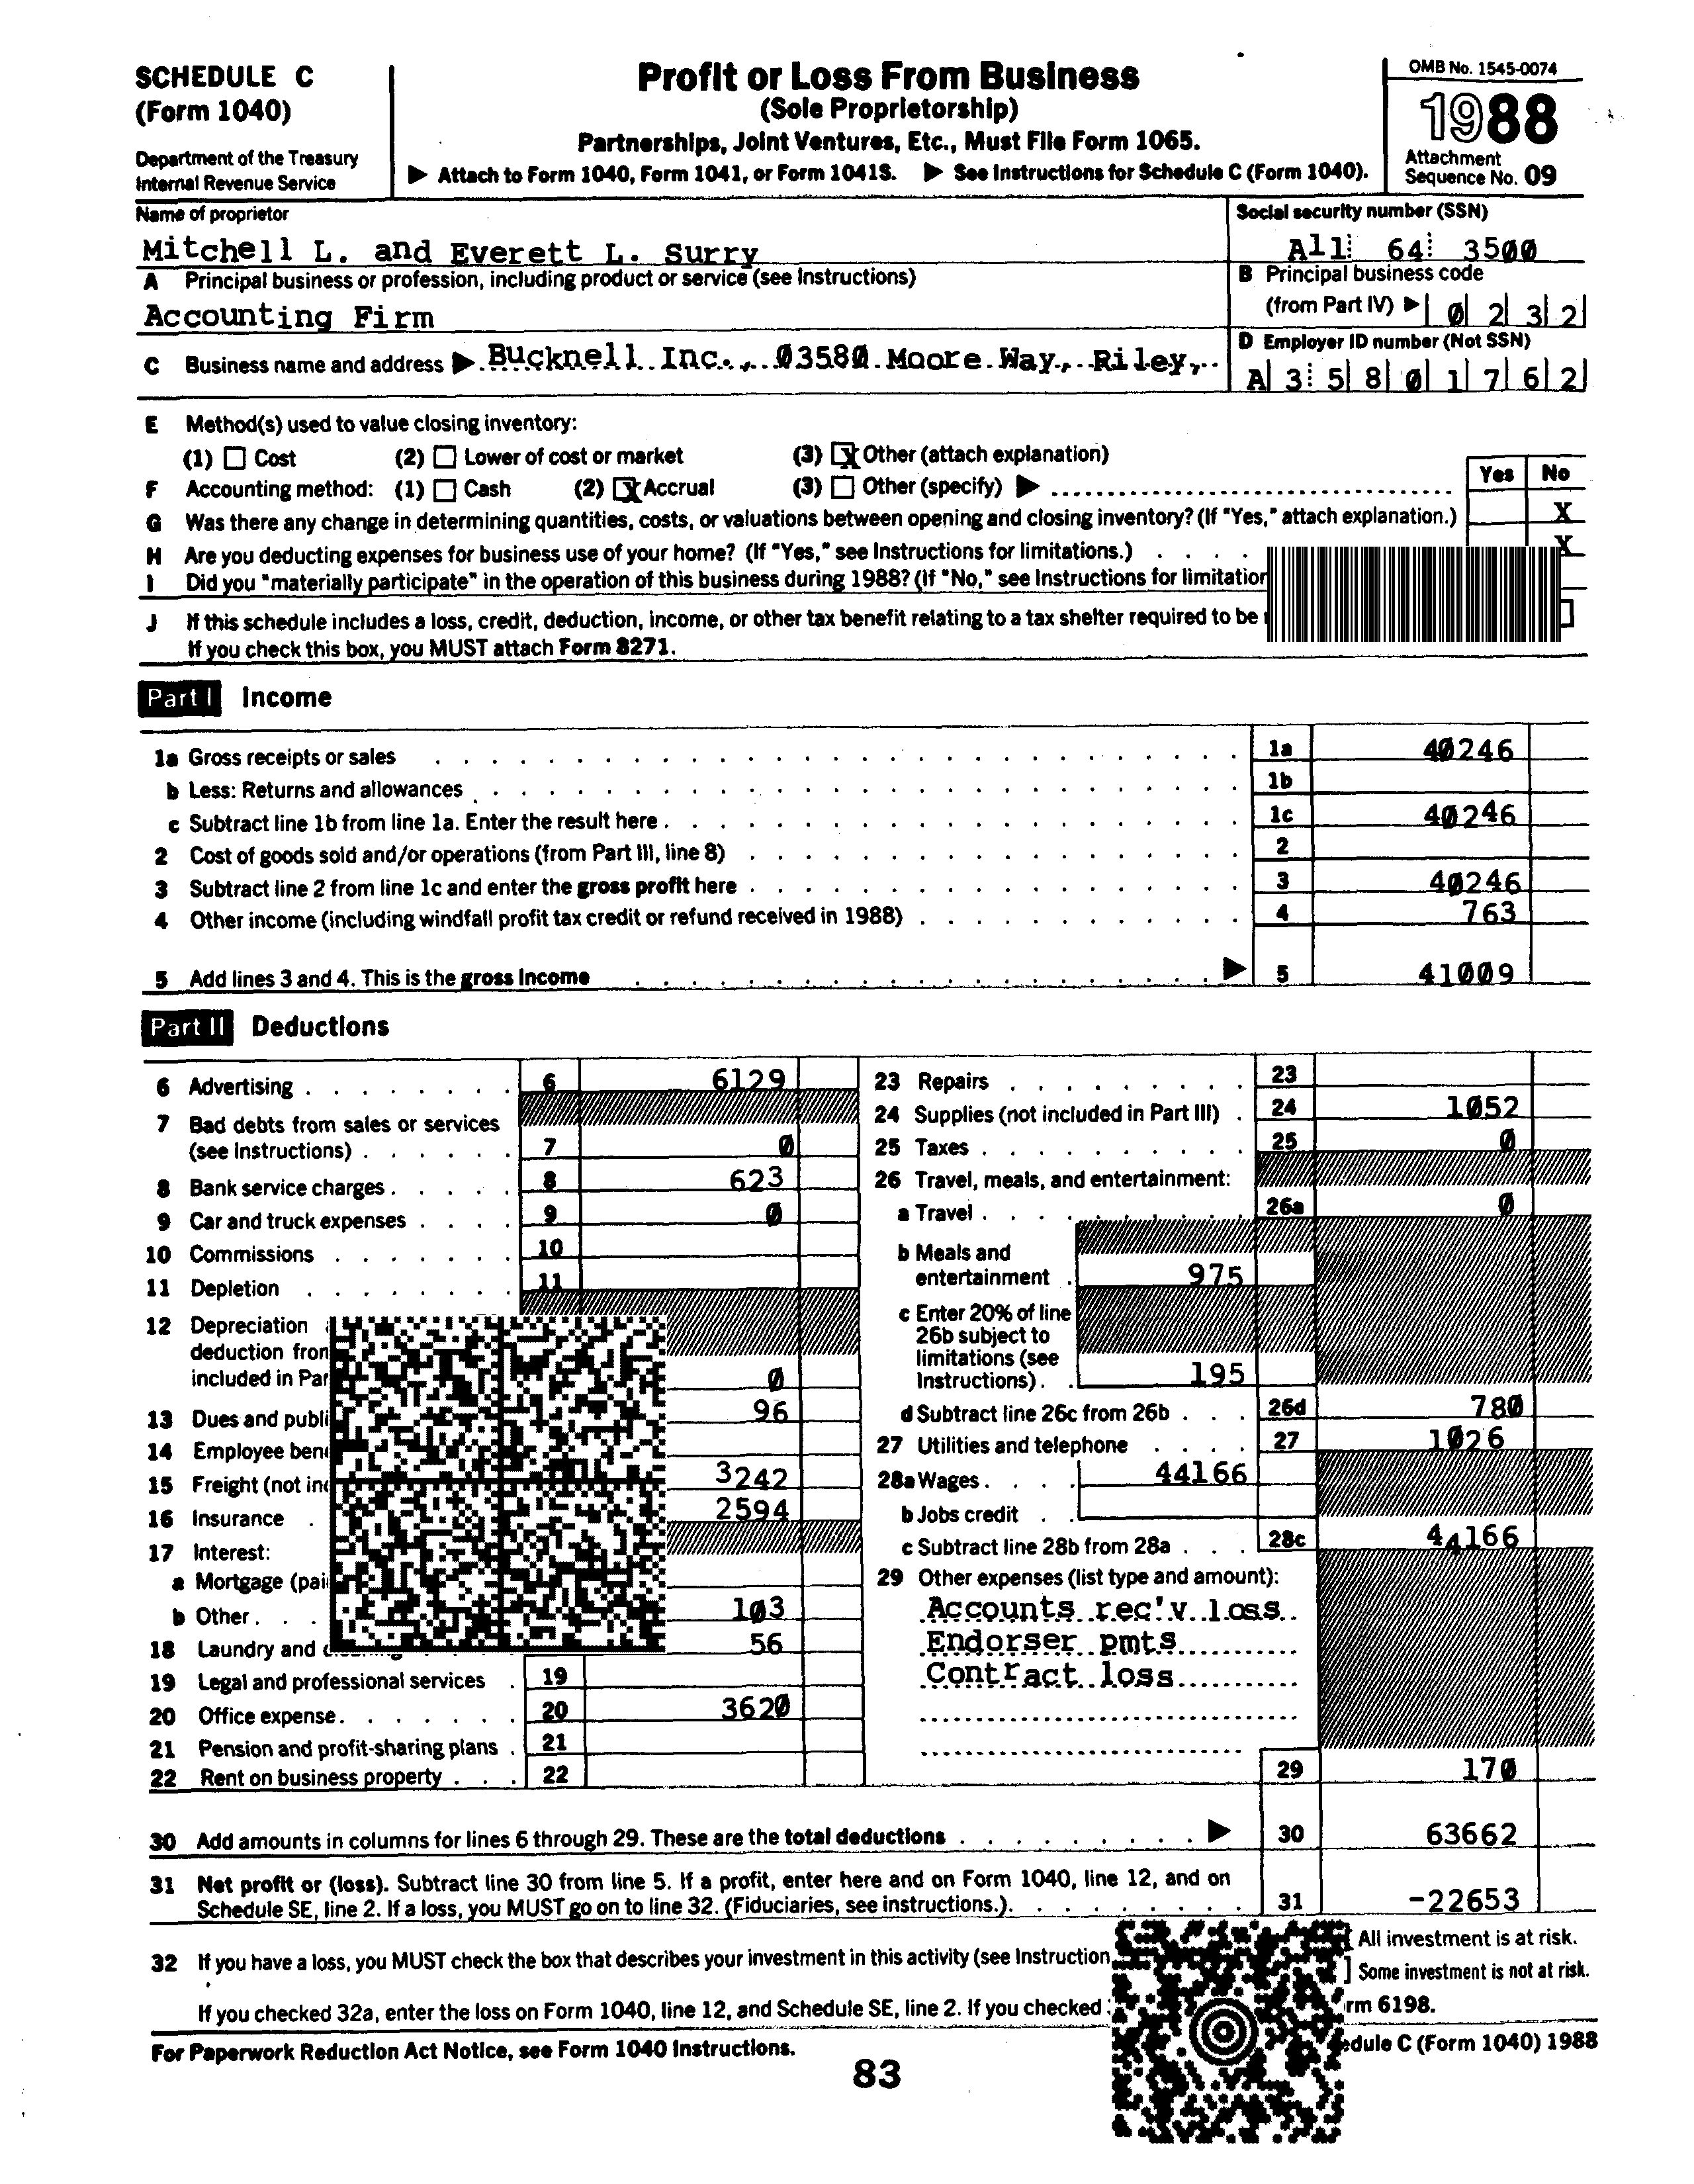 SCHEDULE C
(Form 1040)
Department of the Treasury
Internal Revenue Service
Profit or Loss From Business
(Sole Proprietorship)
Partnerships, Joint Ventures, Etc., Must File Form 1065.
▶ Attach to Form 1040, Form 1041, or Form 1041S. ▶ See Instructions for Schedule C (Form 1040).
OMB No. 1545-0074
1988
Attachment
Sequence No. 09
Name of proprietor
Mitchell L. and Everett L. Surry
Social security number (SSN)
A11 64 3500
A Principal business or profession, including product or service (see Instructions)
Accounting Firm
B Principal business code
(from Part IV) ▶ 0 2 3 2
C Business name and address ▶ Bucknell Inc., 03580 Moore Way, Riley,
D Employer ID number (Not SSN)
A 3 5 8 0 1 7 6 2
E Method(s) used to value closing inventory:
(1) ☐ Cost (2) ☐ Lower of cost or market (3) ☒ Other (attach explanation)
F Accounting method: (1) ☐ Cash (2) ☒ Accrual (3) ☐ Other (specify) ▶
Yes No
G Was there any change in determining quantities, costs, or valuations between opening and closing inventory? (If "Yes," attach explanation.) X
H Are you deducting expenses for business use of your home? (If "Yes," see Instructions for limitations.) X
I Did you "materially participate" in the operation of this business during 1988? (If "No," see Instructions for
J If this schedule includes a loss, credit, deduction, income, or other tax benefit relating to a tax shelter required to be
If you check this box, you MUST attach Form 8271.
Part I Income
1a Gross receipts or sales 1a 40246
b Less: Returns and allowances 1b
c Subtract line 1b from line 1a. Enter the result here 1c 40246
2 Cost of goods sold and/or operations (from Part III, line 8) 2
3 Subtract line 2 from line 1c and enter the gross profit here 3 40246
4 Other income (including windfall profit tax credit or refund received in 1988) 4 763
5 Add lines 3 and 4. This is the gross income ▶ 5 41009
Part II Deductions
6 Advertising 6 6129
7 Bad debts from sales or services
(see Instructions) 7 0
8 Bank service charges 8 623
9 Car and truck expenses 9 0
10 Commissions 10
11 Depletion 11
12 Depreciation
deduction
included in 0
13 Dues and 96
14 Employee
15 Freight (not 3242
16 Insurance 2594
17 Interest:
a Mortgage
b Other 103
18 Laundry and 56
19 Legal and professional services 19
20 Office expense 20 3620
21 Pension and profit-sharing plans 21
22 Rent on business property 22
23 Repairs 23
24 Supplies (not included in Part III) 24 1052
25 Taxes 25 0
26 Travel, meals, and entertainment:
a Travel 26a 0
b Meals and
entertainment 975
c Enter 20% of line
26b subject to
limitations (see
Instructions) 195
d Subtract line 26c from 26b 26d 780
27 Utilities and telephone 27 1026
28a Wages 44166
b Jobs credit
c Subtract line 28b from 28a 28c 44166
29 Other expenses (list type and amount):
Accounts rec'v loss
Endorser pmts
Contract loss
29 170
30 Add amounts in columns for lines 6 through 29. These are the total deductions ▶ 30 63662
31 Net profit or (loss). Subtract line 30 from line 5. If a profit, enter here and on Form 1040, line 12, and on
Schedule SE, line 2. If a loss, you MUST go on to line 32. (Fiduciaries, see instructions.) 31 -22653
32 If you have a loss, you MUST check the box that describes your investment in this activity (see
All investment is at risk.
Some investment is not at risk.
If you checked 32a, enter the loss on Form 1040, line 12, and Schedule SE, line 2. If you checked
6198.
For Paperwork Reduction Act Notice, see Form 1040 Instructions.
C (Form 1040) 1988
83